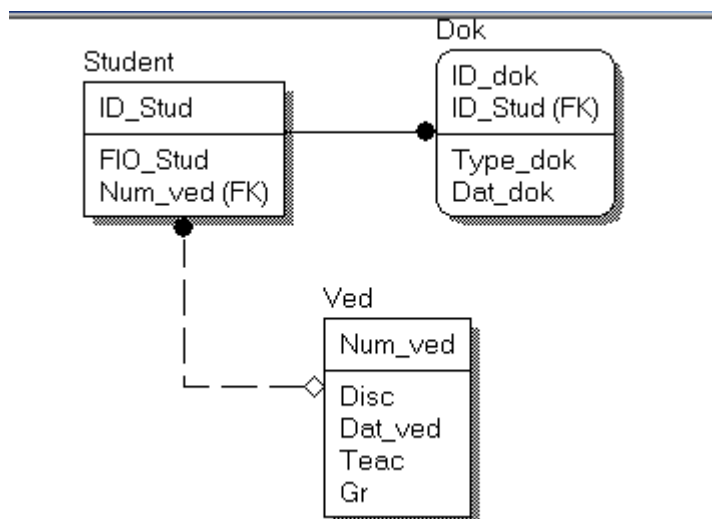 Student
ID_Stud
FIO_Stud
Num_ved (FK)
Dok
ID_dok
ID_Stud (FK)
Type_dok
Dat_dok
Ved
Num_ved
Disc
Dat_ved
Teac
Gr